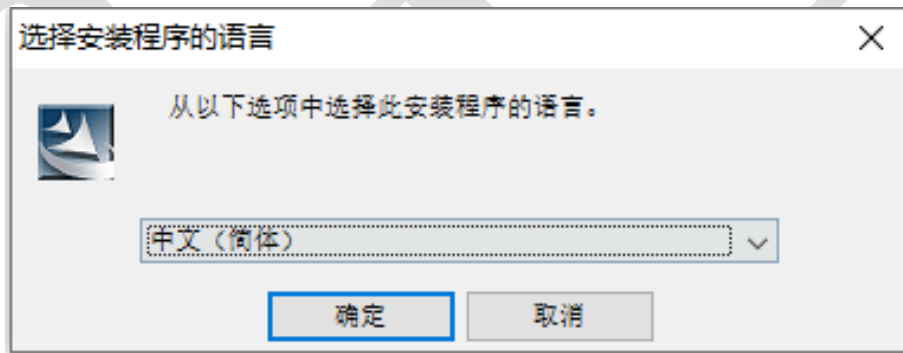 选择安装程序的语言
从以下选项中选择此安装程序的语言。
中文（简体）
确定
取消